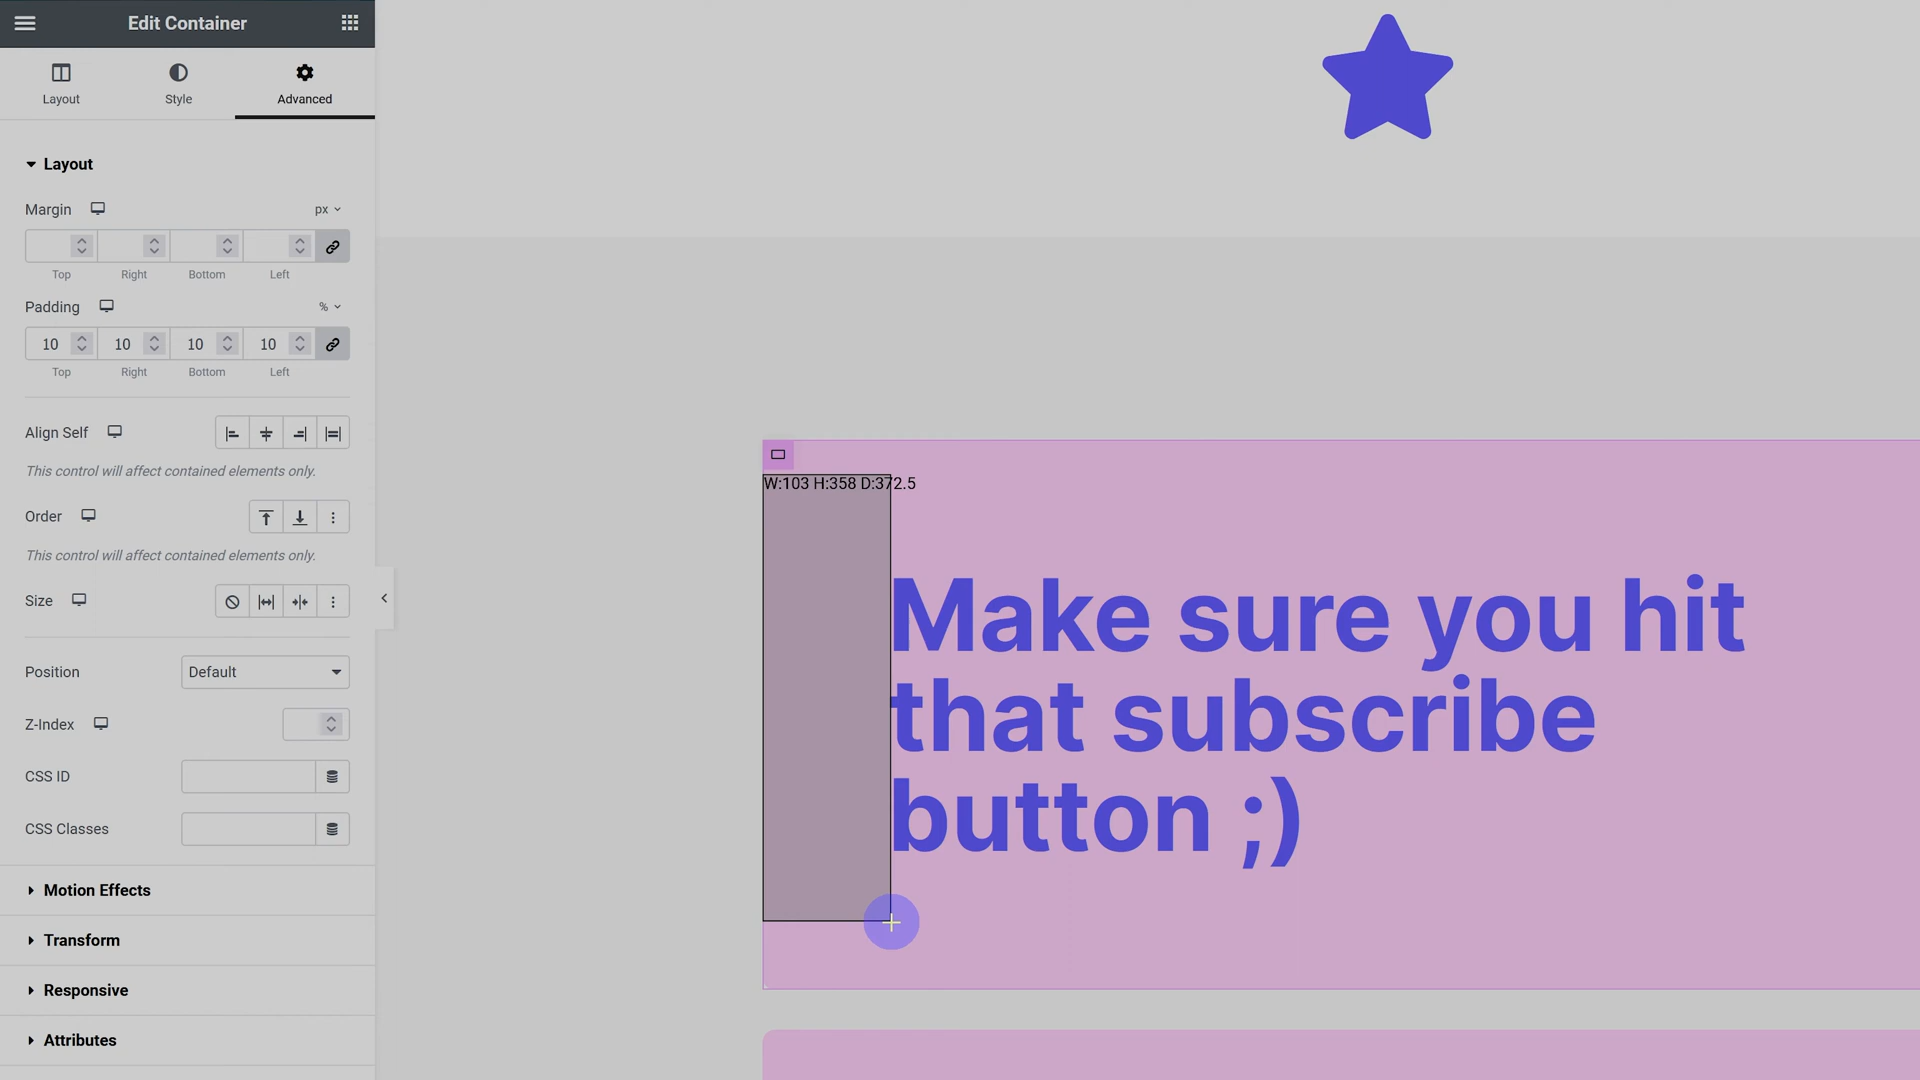 Edit Container
Layout Style Advanced
Layout
Margin px
Top Right Bottom Left
Padding %
10 10 10 10
Top Right Bottom Left
Align Self
This control will affect contained elements only.
Order
This control will affect contained elements only.
Size
Position Default
Z-Index
CSS ID
CSS Classes
Motion Effects
Transform
Responsive
Attributes
W:103 H:358 D:372.5
Make sure you hit
that subscribe
button ;)